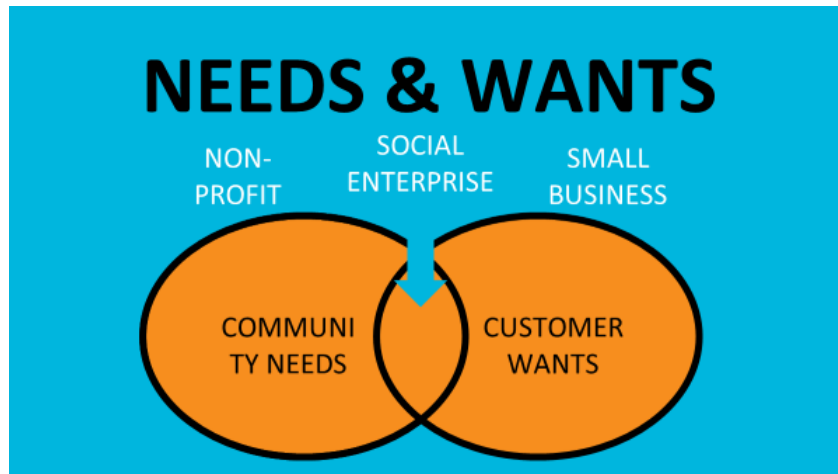 NEEDS & WANTS
NON-
PROFIT
SOCIAL
ENTERPRISE
SMALL
BUSINESS
COMMUNI
TY NEEDS
CUSTOMER
WANTS